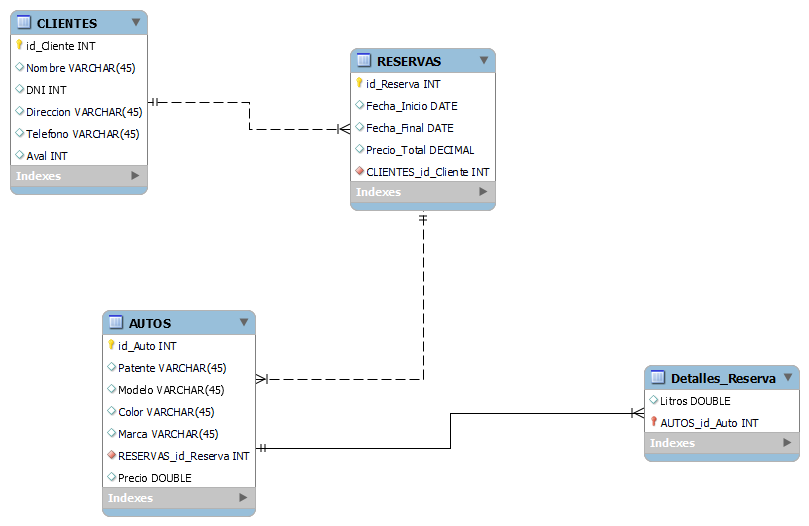 CLIENTES
id_Cliente INT
Nombre VARCHAR(45)
DNI INT
Direccion VARCHAR(45)
Telefono VARCHAR(45)
Aval INT
Indexes
RESERVAS
id_Reserva INT
Fecha_Inicio DATE
Fecha_Final DATE
Precio_Total DECIMAL
CLIENTES_id_Cliente INT
Indexes
AUTOS
id_Auto INT
Patente VARCHAR(45)
Modelo VARCHAR(45)
Color VARCHAR(45)
Marca VARCHAR(45)
RESERVAS_id_Reserva INT
Precio DOUBLE
Indexes
Detalles_Reserva
Litros DOUBLE
AUTOS_id_Auto INT
Indexes